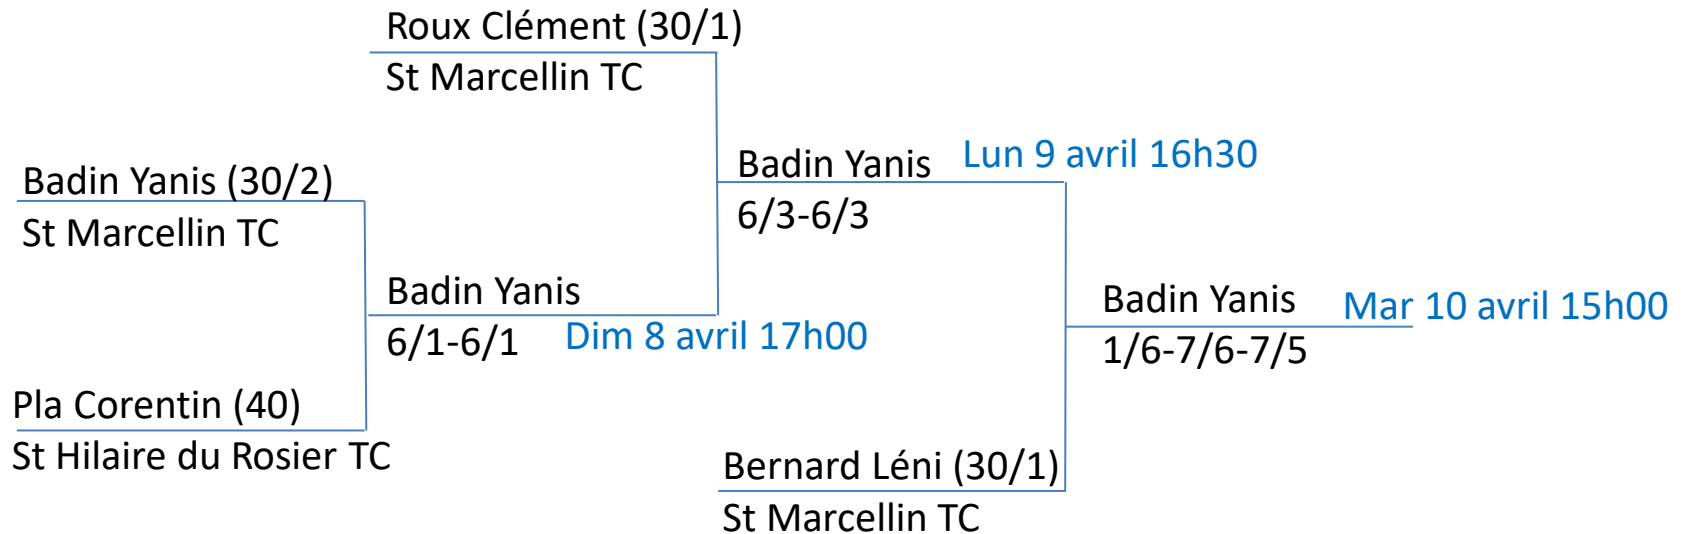 Roux Clément (30/1)
St Marcellin TC
Badin Yanis (30/2)
St Marcellin TC
Badin Yanis
6/3-6/3
Lun 9 avril 16h30
Badin Yanis
6/1-6/1
Dim 8 avril 17h00
Badin Yanis
1/6-7/6-7/5
Mar 10 avril 15h00
Pla Corentin (40)
St Hilaire du Rosier TC
Bernard Léni (30/1)
St Marcellin TC